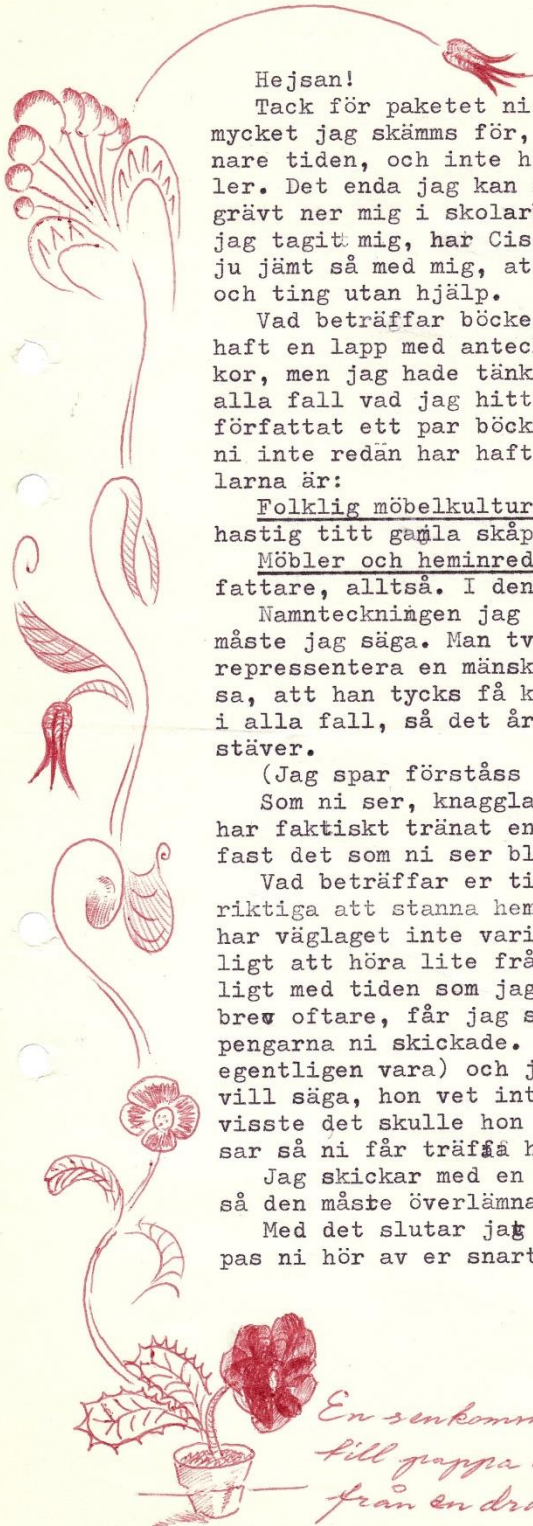 Hejsan!
Tack för paketet ni
mycket jag skämms för,
nare tiden, och inte h
ler. Det enda jag kan
grävt ner mig i skolar
jag tagit mig, har Cis
ju jämt så med mig, at
och ting utan hjälp.
Vad beträffar böcke
haft en lapp med antec
kor, men jag hade tänk
alla fall vad jag hitt
författat ett par böck
ni inte redan har haft
larna är:
Folklig möbelkultur
hastig titt gamla skåp
Möbler och heminred
fattare, alltså. I den
Namnteckningen jag
måste jag säga. Man tv
repressentera en mänsk
sa, att han tycks få k
i alla fall, så det år
stäver.
(Jag spar förståss
Som ni ser, knaggla
har faktiskt tränat en
fast det som ni ser bl
Vad beträffar er ti
riktiga att stanna hem
har väglaget inte vari
ligt att höra lite frå
ligt med tiden som jag
brev oftare, får jag s
pengarna ni skickade.
egentligen vara) och j
vill säga, hon vet int
visste det skulle hon
sar så ni får träffa h
Jag skickar med en
så den måste överlämna
Med det slutar jag
pas ni hör av er snart
En senkomm
till pappa
från en dra